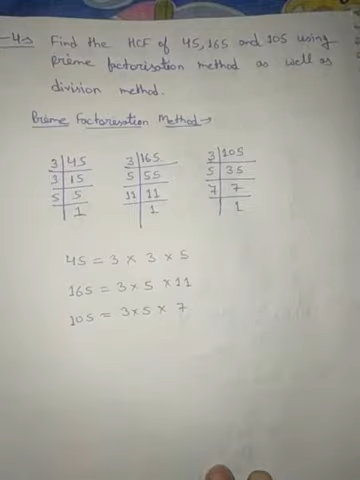 -4→ Find the HCF of 45, 165 and 105 using
prime factorisation method as well as
division method.
Prime Factorisation Method→
3 | 45
3 | 15
5 | 5
1
3 | 165
5 | 55
11 | 11
1
3 | 105
5 | 35
7 | 7
1
45 = 3 × 3 × 5
165 = 3 × 5 × 11
105 = 3 × 5 × 7